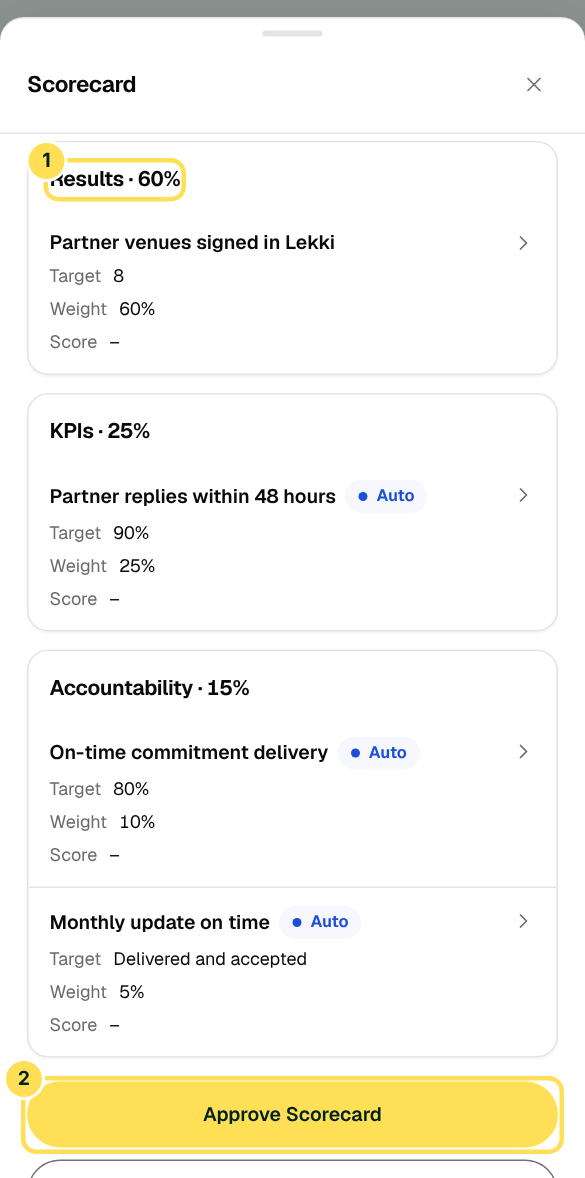 Scorecard
1
Results · 60%
Partner venues signed in Lekki
Target 8
Weight 60%
Score –
KPIs · 25%
Partner replies within 48 hours Auto
Target 90%
Weight 25%
Score –
Accountability · 15%
On-time commitment delivery Auto
Target 80%
Weight 10%
Score –
Monthly update on time Auto
Target Delivered and accepted
Weight 5%
Score –
2
Approve Scorecard